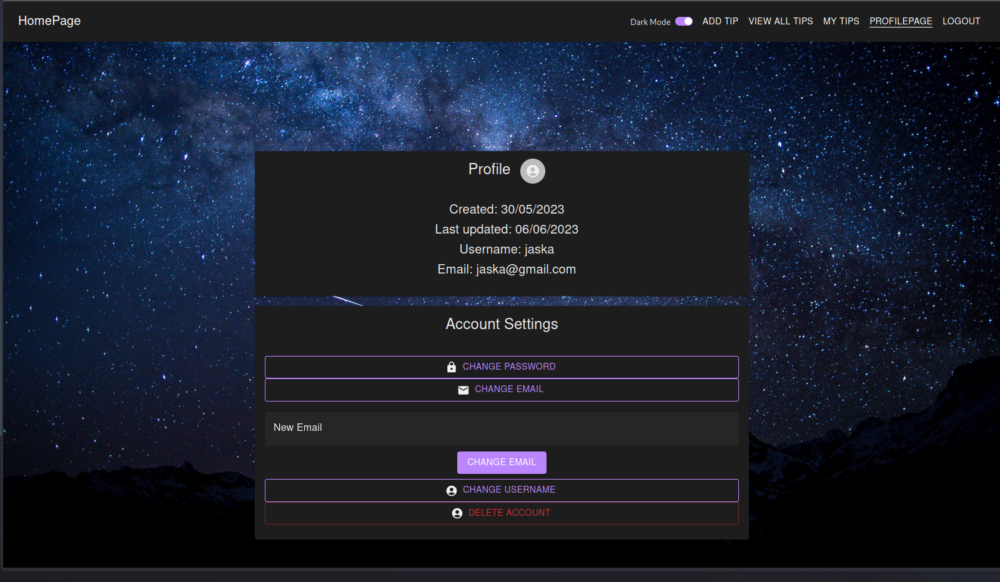 HomePage
Dark Mode ADD TIP VIEW ALL TIPS MY TIPS PROFILEPAGE LOGOUT
Profile
Created: 30/05/2023
Last updated: 06/06/2023
Username: jaska
Email: jaska@gmail.com
Account Settings
CHANGE PASSWORD
CHANGE EMAIL
New Email
CHANGE EMAIL
CHANGE USERNAME
DELETE ACCOUNT